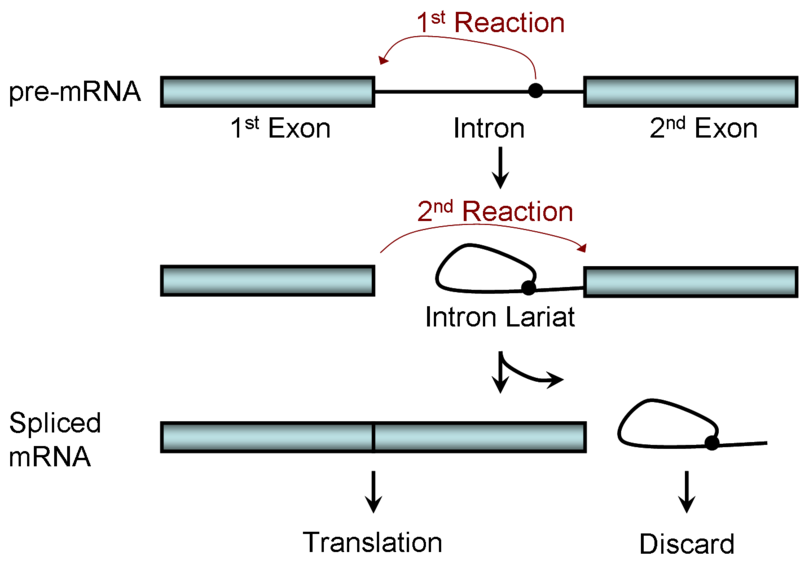 1st Reaction
pre-mRNA
1st Exon
Intron
2nd Exon
2nd Reaction
Intron Lariat
Spliced
mRNA
Translation
Discard